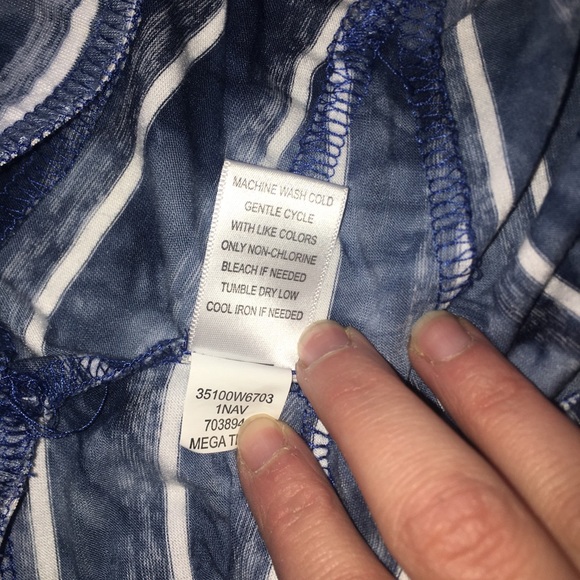 MACHINE WASH COLD
GENTLE CYCLE
WITH LIKE COLORS
ONLY NON-CHLORINE
BLEACH IF NEEDED
TUMBLE DRY LOW
COOL IRON IF NEEDED
35100W6703
1NAV
703894
MEGA